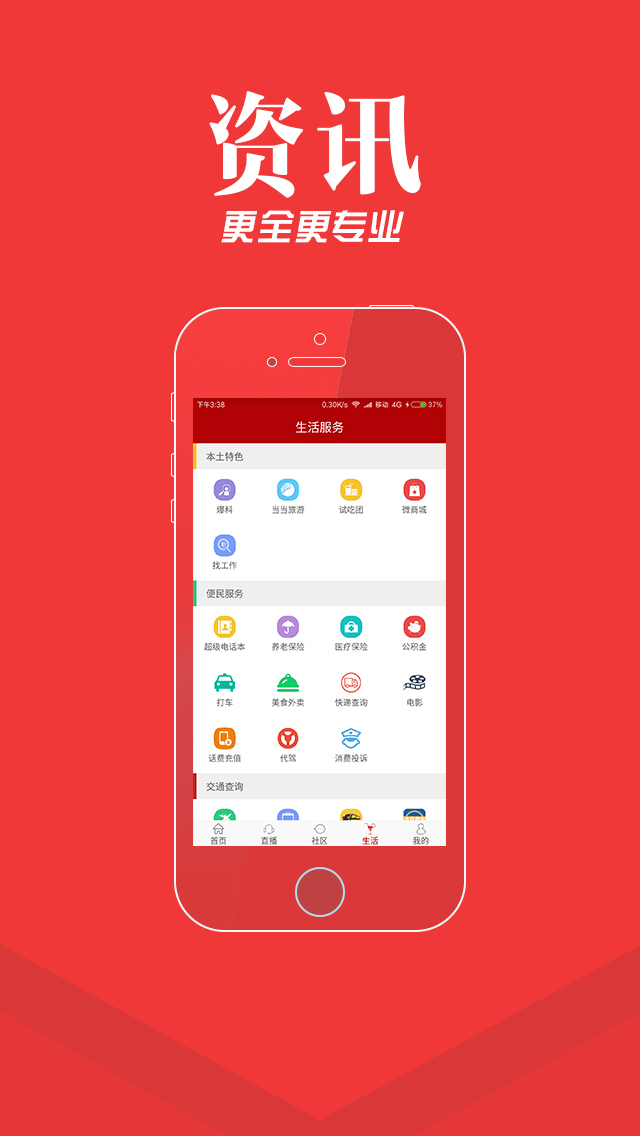 资讯
更全更专业
下午3:38 0.30K/s 移动 4G 37%
生活服务
本土特色
爆料 当当旅游 试吃团 微商城
找工作
便民服务
超级电话本 养老保险 医疗保险 公积金
打车 美食外卖 快递查询 电影
话费充值 代驾 消费投诉
交通查询
首页 直播 社区 生活 我的